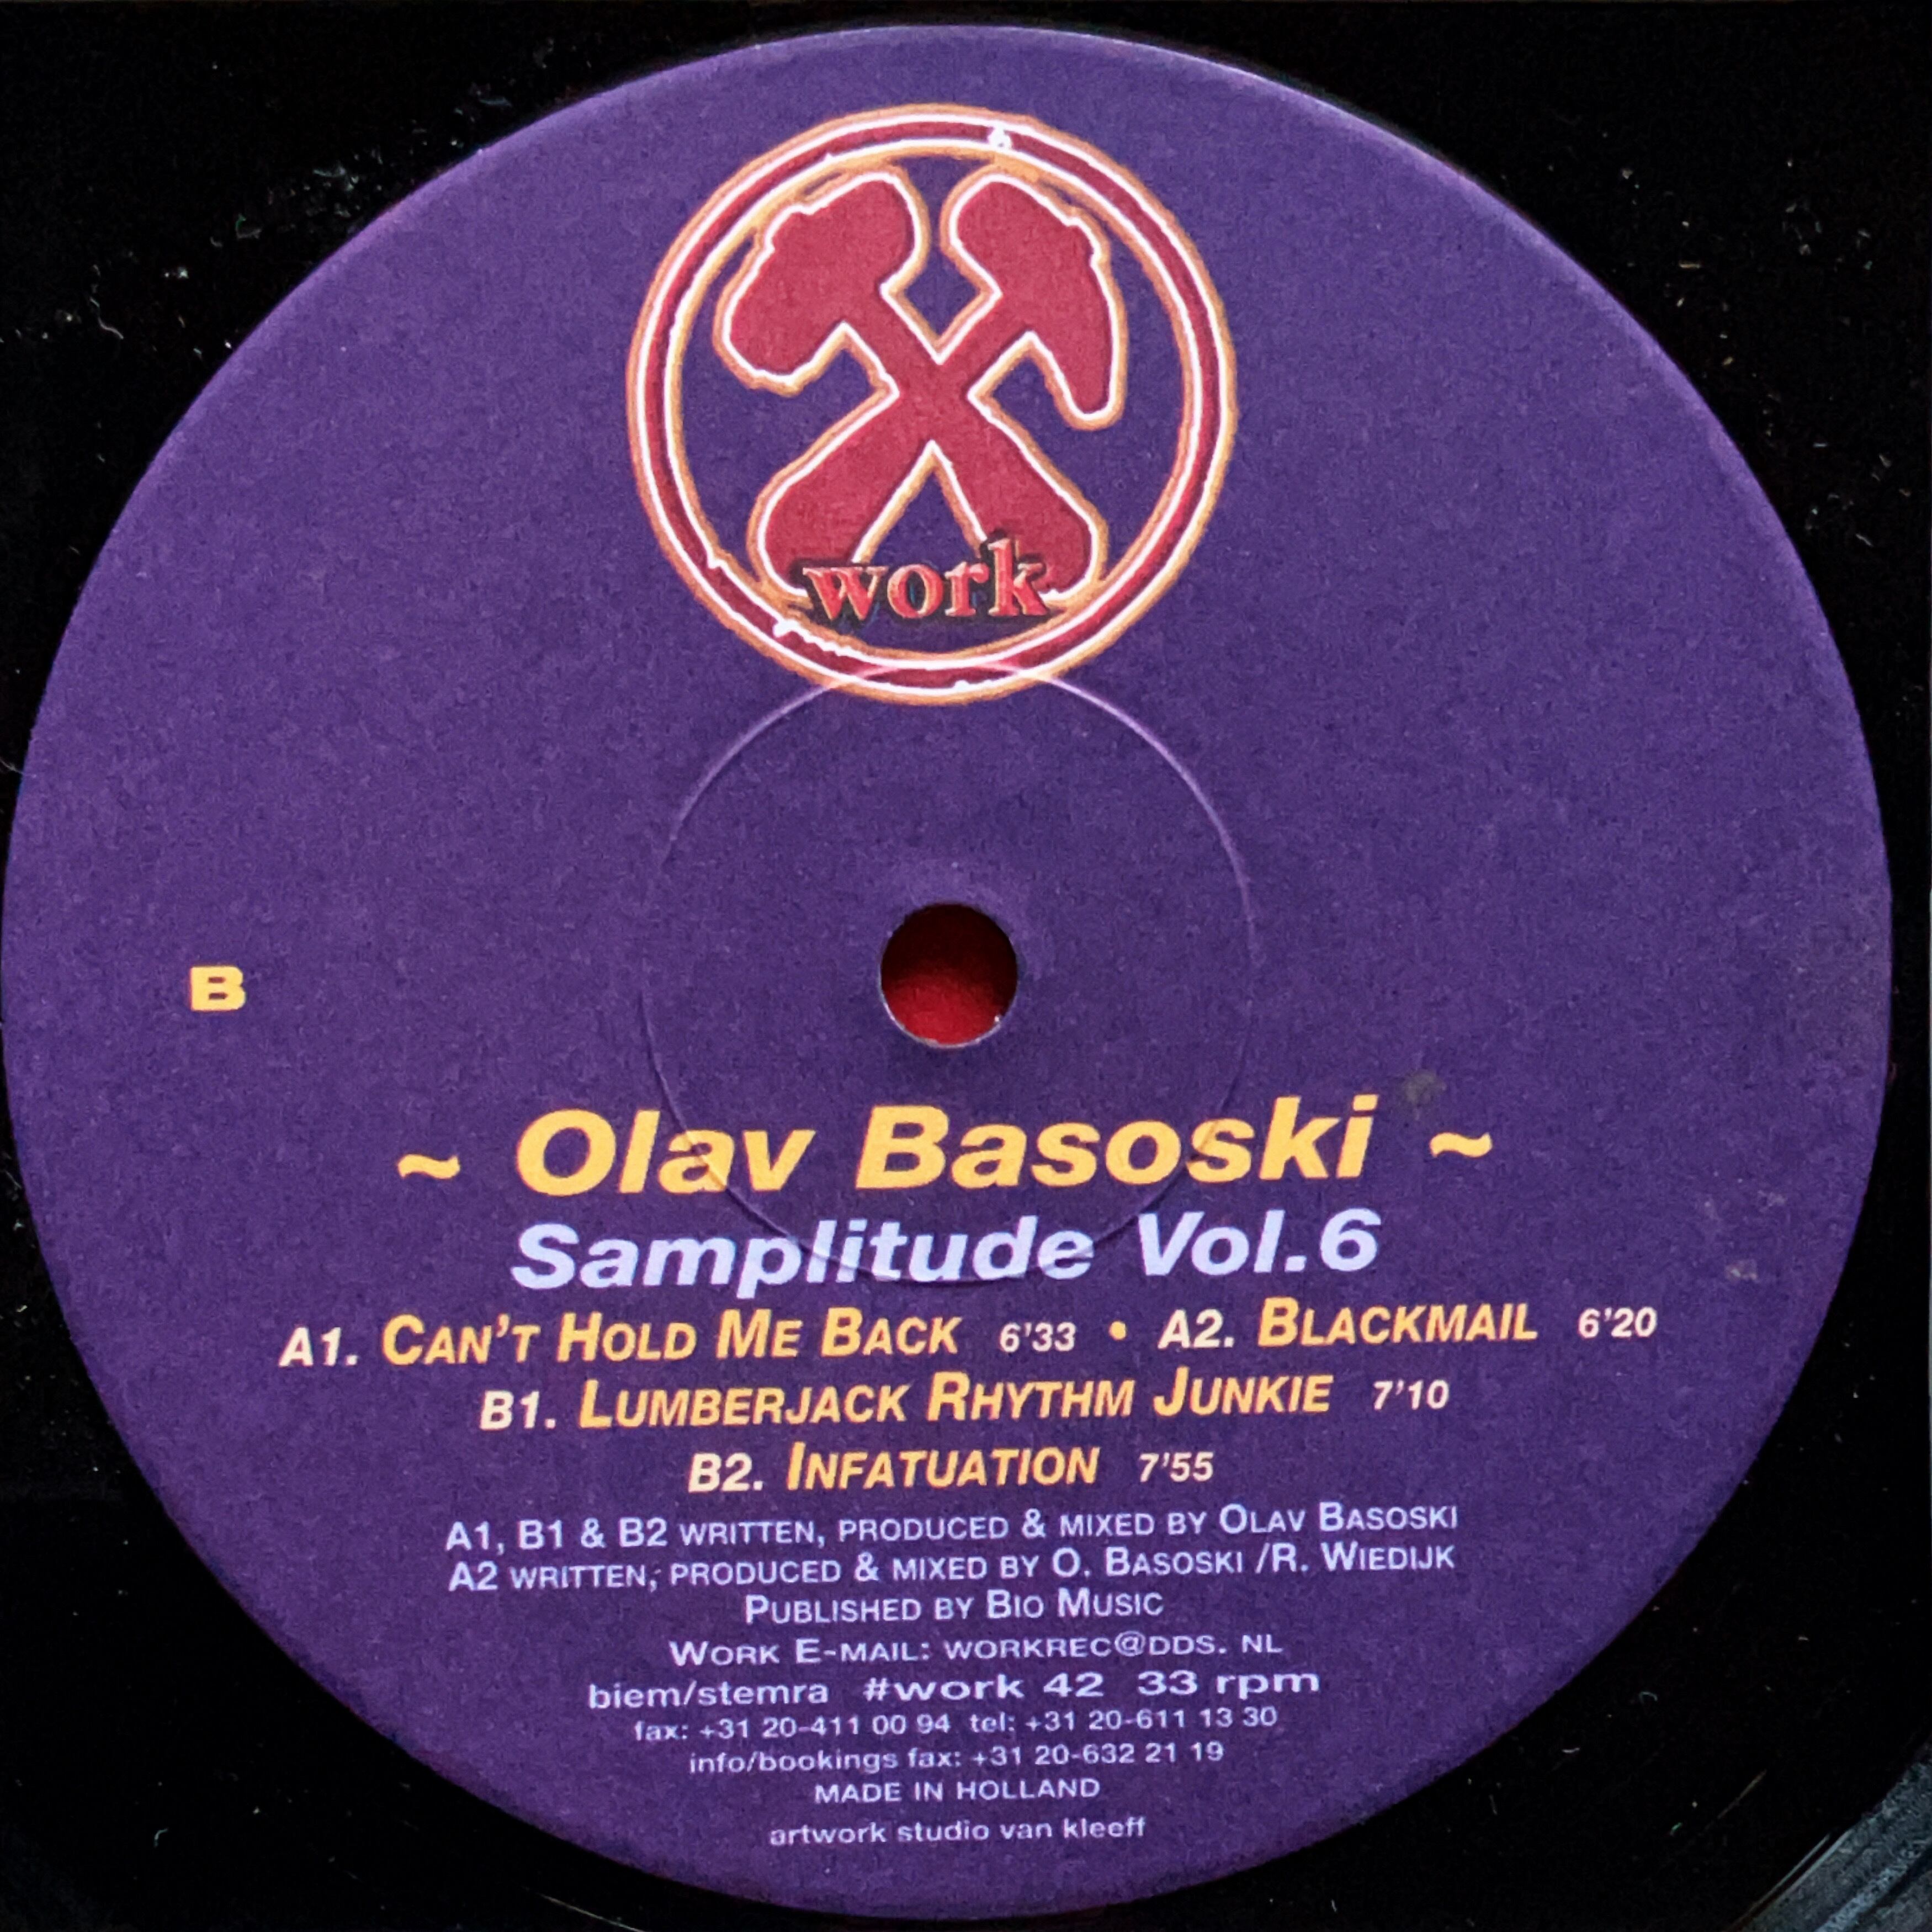 work
B
~ Olav Basoski ~
Samplitude Vol.6
A1. CAN'T HOLD ME BACK 6'33 • A2. BLACKMAIL 6'20
B1. LUMBERJACK RHYTHM JUNKIE 7'10
B2. INFATUATION 7'55
A1, B1 & B2 WRITTEN, PRODUCED & MIXED BY OLAV BASOSKI
A2 WRITTEN, PRODUCED & MIXED BY O. BASOSKI /R. WIEDIJK
PUBLISHED BY BIO MUSIC
WORK E-MAIL: WORKREC@DDS. NL
biem/stemra #work 42 33 rpm
fax: +31 20-411 00 94 tel: +31 20-611 13 30
info/bookings fax: +31 20-632 21 19
MADE IN HOLLAND
artwork studio van kleeff